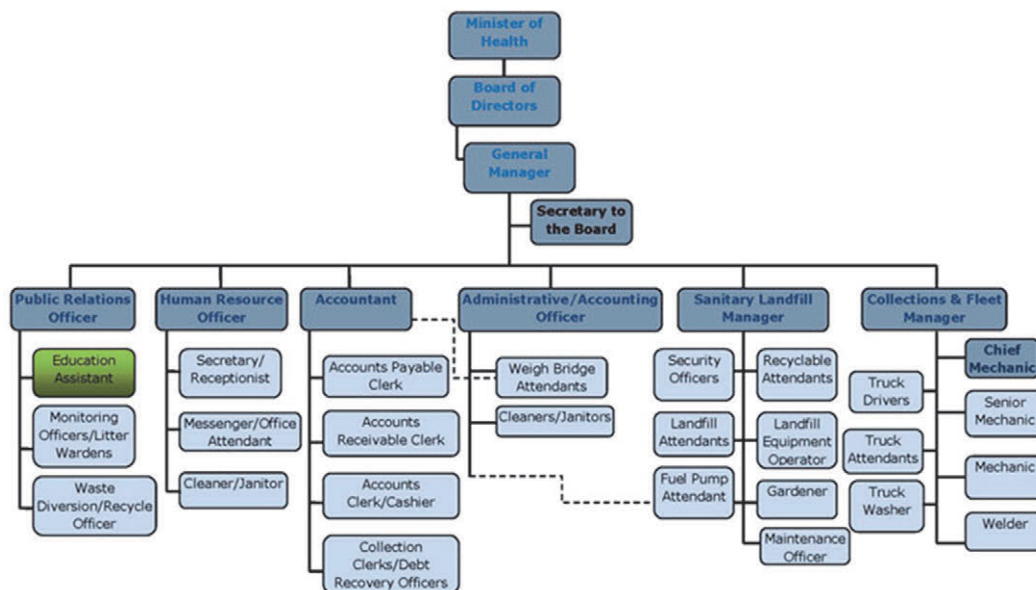 Minister of
Health
Board of
Directors
General
Manager
Secretary to
the Board
Public Relations
Officer
Human Resource
Officer
Accountant
Administrative/Accounting
Officer
Sanitary Landfill
Manager
Collections & Fleet
Manager
Education
Assistant
Monitoring
Officers/Litter
Wardens
Waste
Diversion/Recycle
Officer
Secretary/
Receptionist
Messenger/Office
Attendant
Cleaner/Janitor
Accounts Payable
Clerk
Accounts
Receivable Clerk
Accounts
Clerk/Cashier
Collection
Clerks/Debt
Recovery Officers
Weigh Bridge
Attendants
Cleaners/Janitors
Security
Officers
Landfill
Attendants
Fuel Pump
Attendant
Recyclable
Attendants
Landfill
Equipment
Operator
Gardener
Maintenance
Officer
Truck
Drivers
Truck
Attendants
Truck
Washer
Chief
Mechanic
Senior
Mechanic
Mechanic
Welder